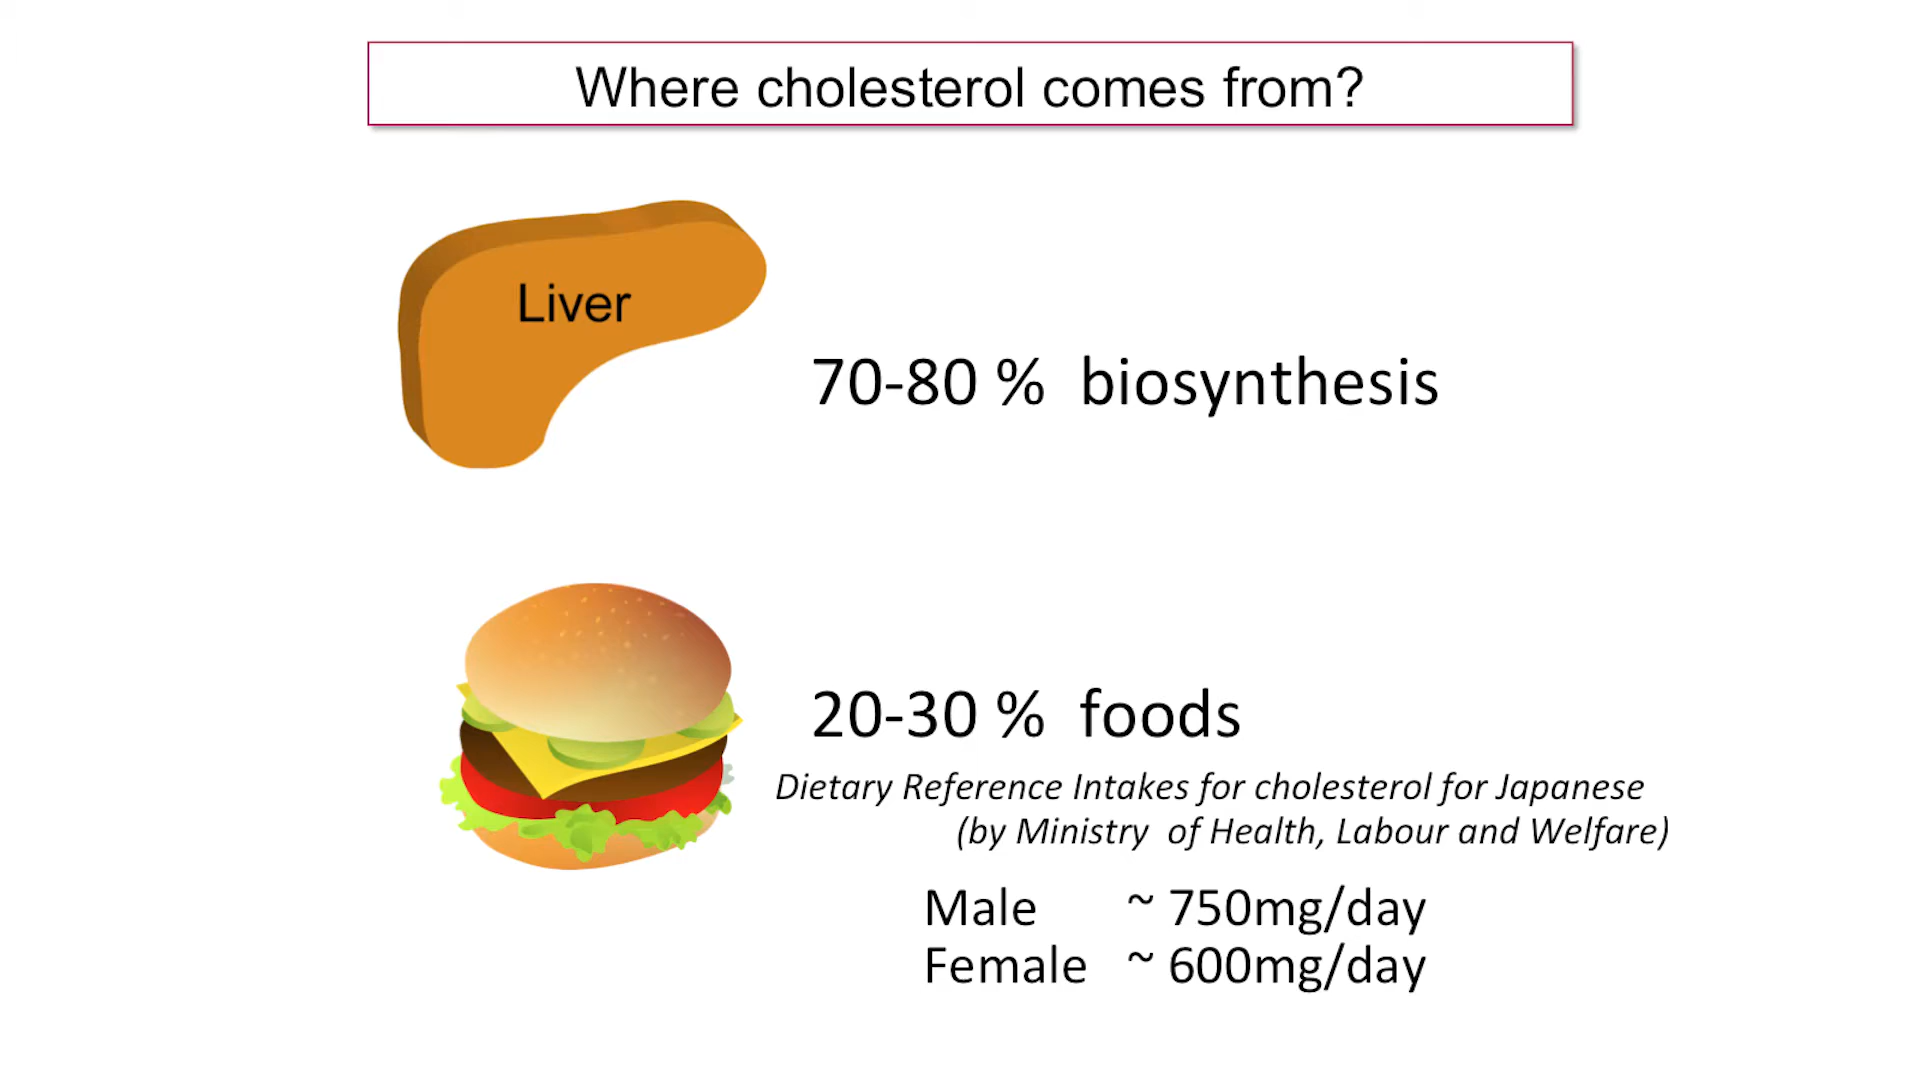 Where cholesterol comes from?
Liver
70-80 % biosynthesis
20-30 % foods
Dietary Reference Intakes for cholesterol for Japanese
(by Ministry of Health, Labour and Welfare)
Male ~ 750mg/day
Female ~ 600mg/day